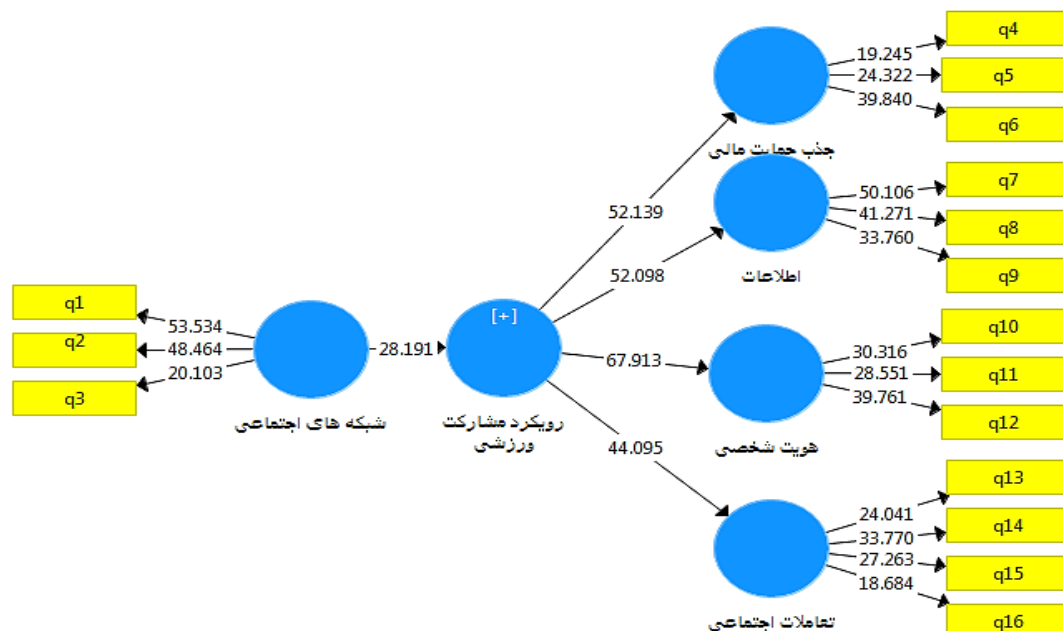 q1
q2
q3
53.534
48.464
20.103
شبکه های اجتماعی
28.191
[+]
رویکرد مشارکت
ورزشی
52.139
52.098
67.913
44.095
جذب حمایت مالی
19.245
24.322
39.840
q4
q5
q6
اطلاعات
50.106
41.271
33.760
q7
q8
q9
هویت شخصی
30.316
28.551
39.761
q10
q11
q12
تعاملات اجتماعی
24.041
33.770
27.263
18.684
q13
q14
q15
q16